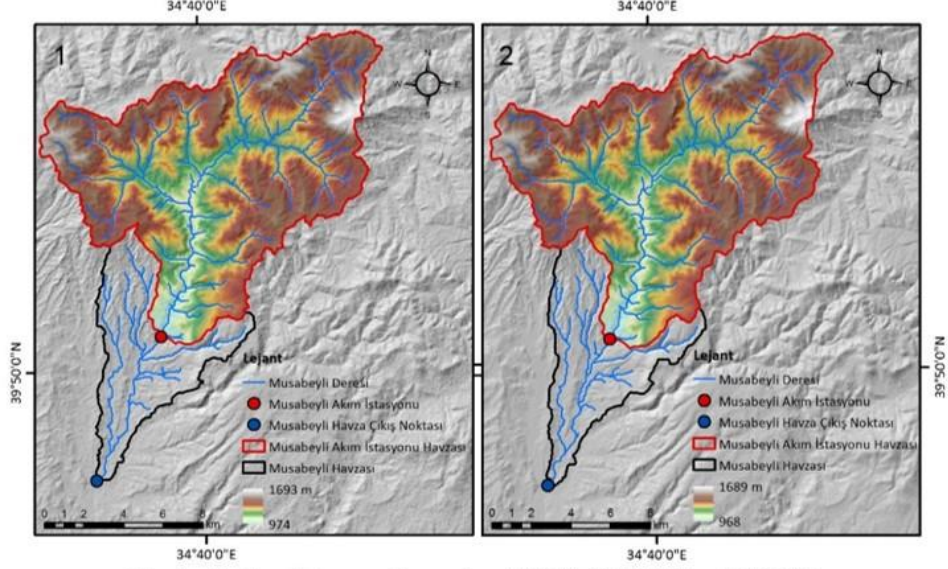 34°40'0"E
34°40'0"E
1
N
W
E
S
39°50'0"N
Lejant
Musabeyli Deresi
Musabeyli Akım İstasyonu
Musabeyli Havza Çıkış Noktası
Musabeyli Akım İstasyonu Havzası
Musabeyli Havzası
1693 m
974
0 1 2 4 6 8
km
34°40'0"E
2
N
W
E
S
39°50'0"N
Lejant
Musabeyli Deresi
Musabeyli Akım İstasyonu
Musabeyli Havza Çıkış Noktası
Musabeyli Akım İstasyonu Havzası
Musabeyli Havzası
1689 m
968
0 1 2 4 6 8
km
34°40'0"E